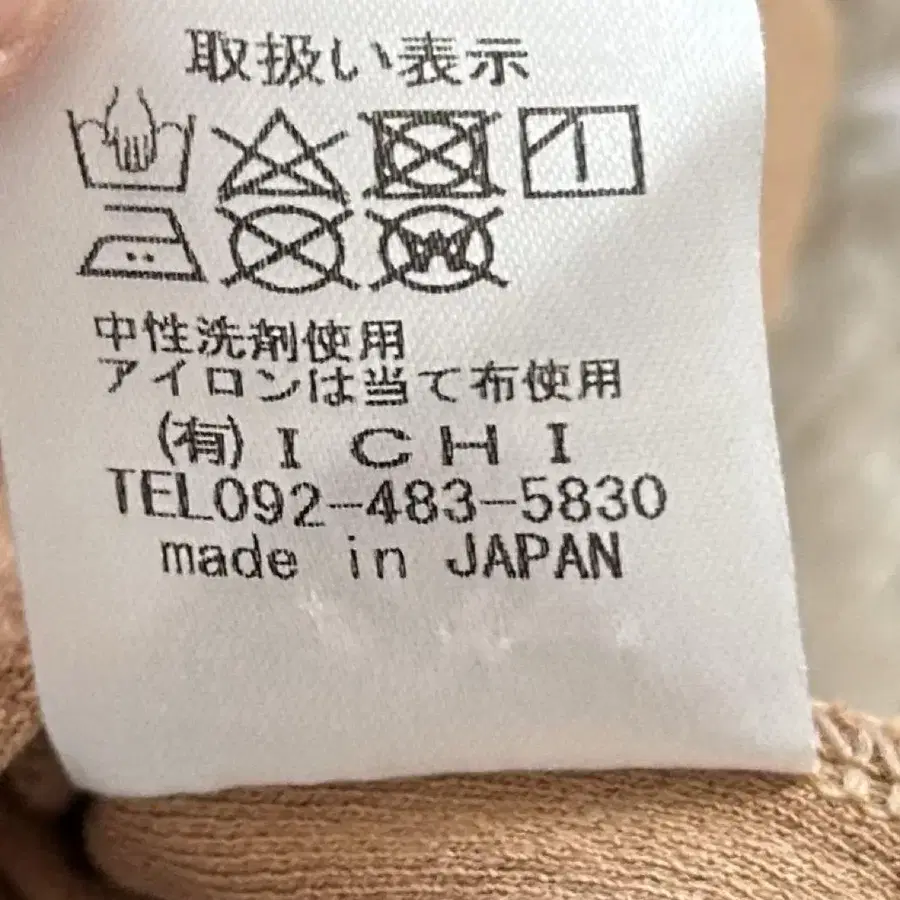 取扱い表示
W
中性洗剤使用
アイロンは当て布使用
(有)ICHI
TEL092-483-5830
made in JAPAN